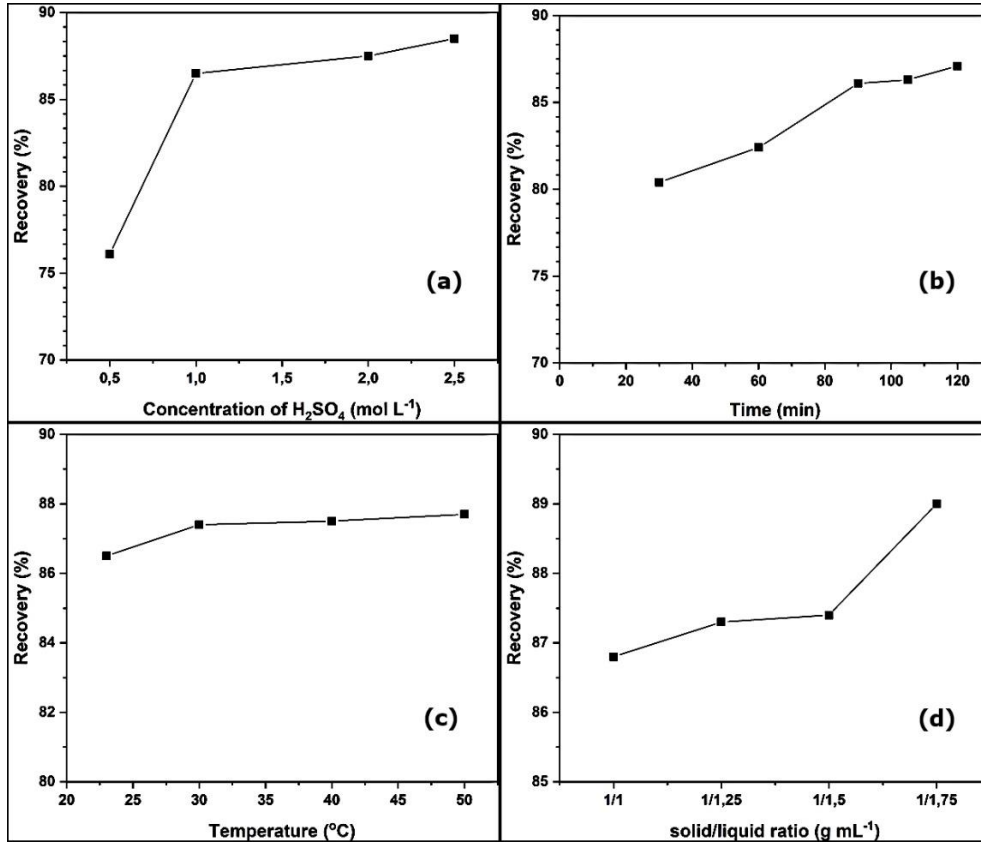 90
85
80
75
70
Recovery (%)
0,5 1,0 1,5 2,0 2,5
Concentration of H₂SO₄ (mol L⁻¹)
(a)
90
85
80
75
70
Recovery (%)
0 20 40 60 80 100 120
Time (min)
(b)
90
88
86
84
82
80
Recovery (%)
20 25 30 35 40 45 50
Temperature (⁰C)
(c)
90
89
88
87
86
85
Recovery (%)
1/1 1/1,25 1/1,5 1/1,75
solid/liquid ratio (g mL⁻¹)
(d)